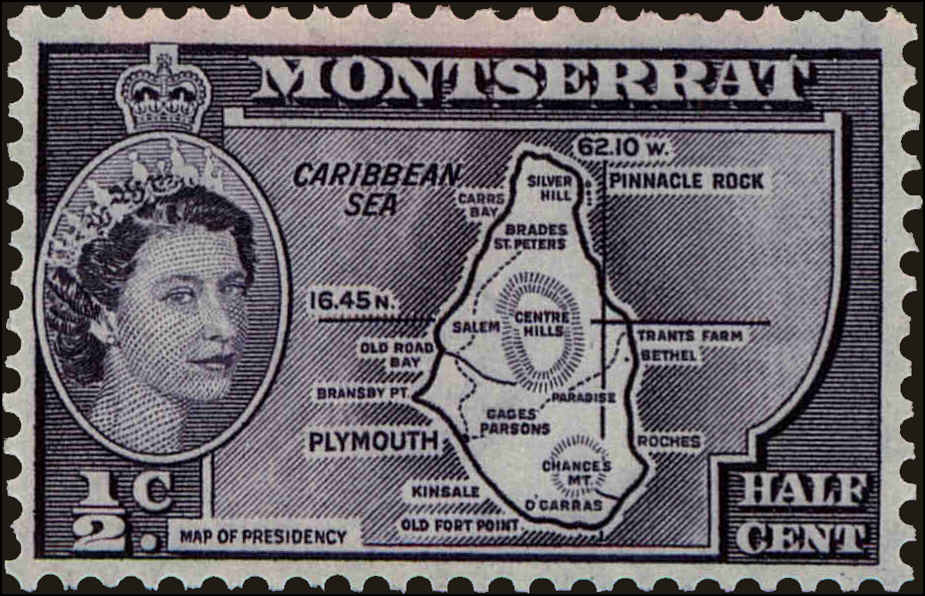 MONTSERRAT
62.10 W.
CARIBBEAN
SEA
PINNACLE ROCK
SILVER
HILL
CARRS
BAY
BRADES
ST. PETERS
16.45 N.
SALEM
CENTRE
HILLS
TRANTS FARM
OLD ROAD
BAY
BETHEL
BRANSBY PT.
PARADISE
GAGES
PARSONS
PLYMOUTH
ROCHES
CHANCES
MT.
KINSALE
O'GARRAS
OLD FORT POINT.
1/2 C.
MAP OF PRESIDENCY
HALF
CENT